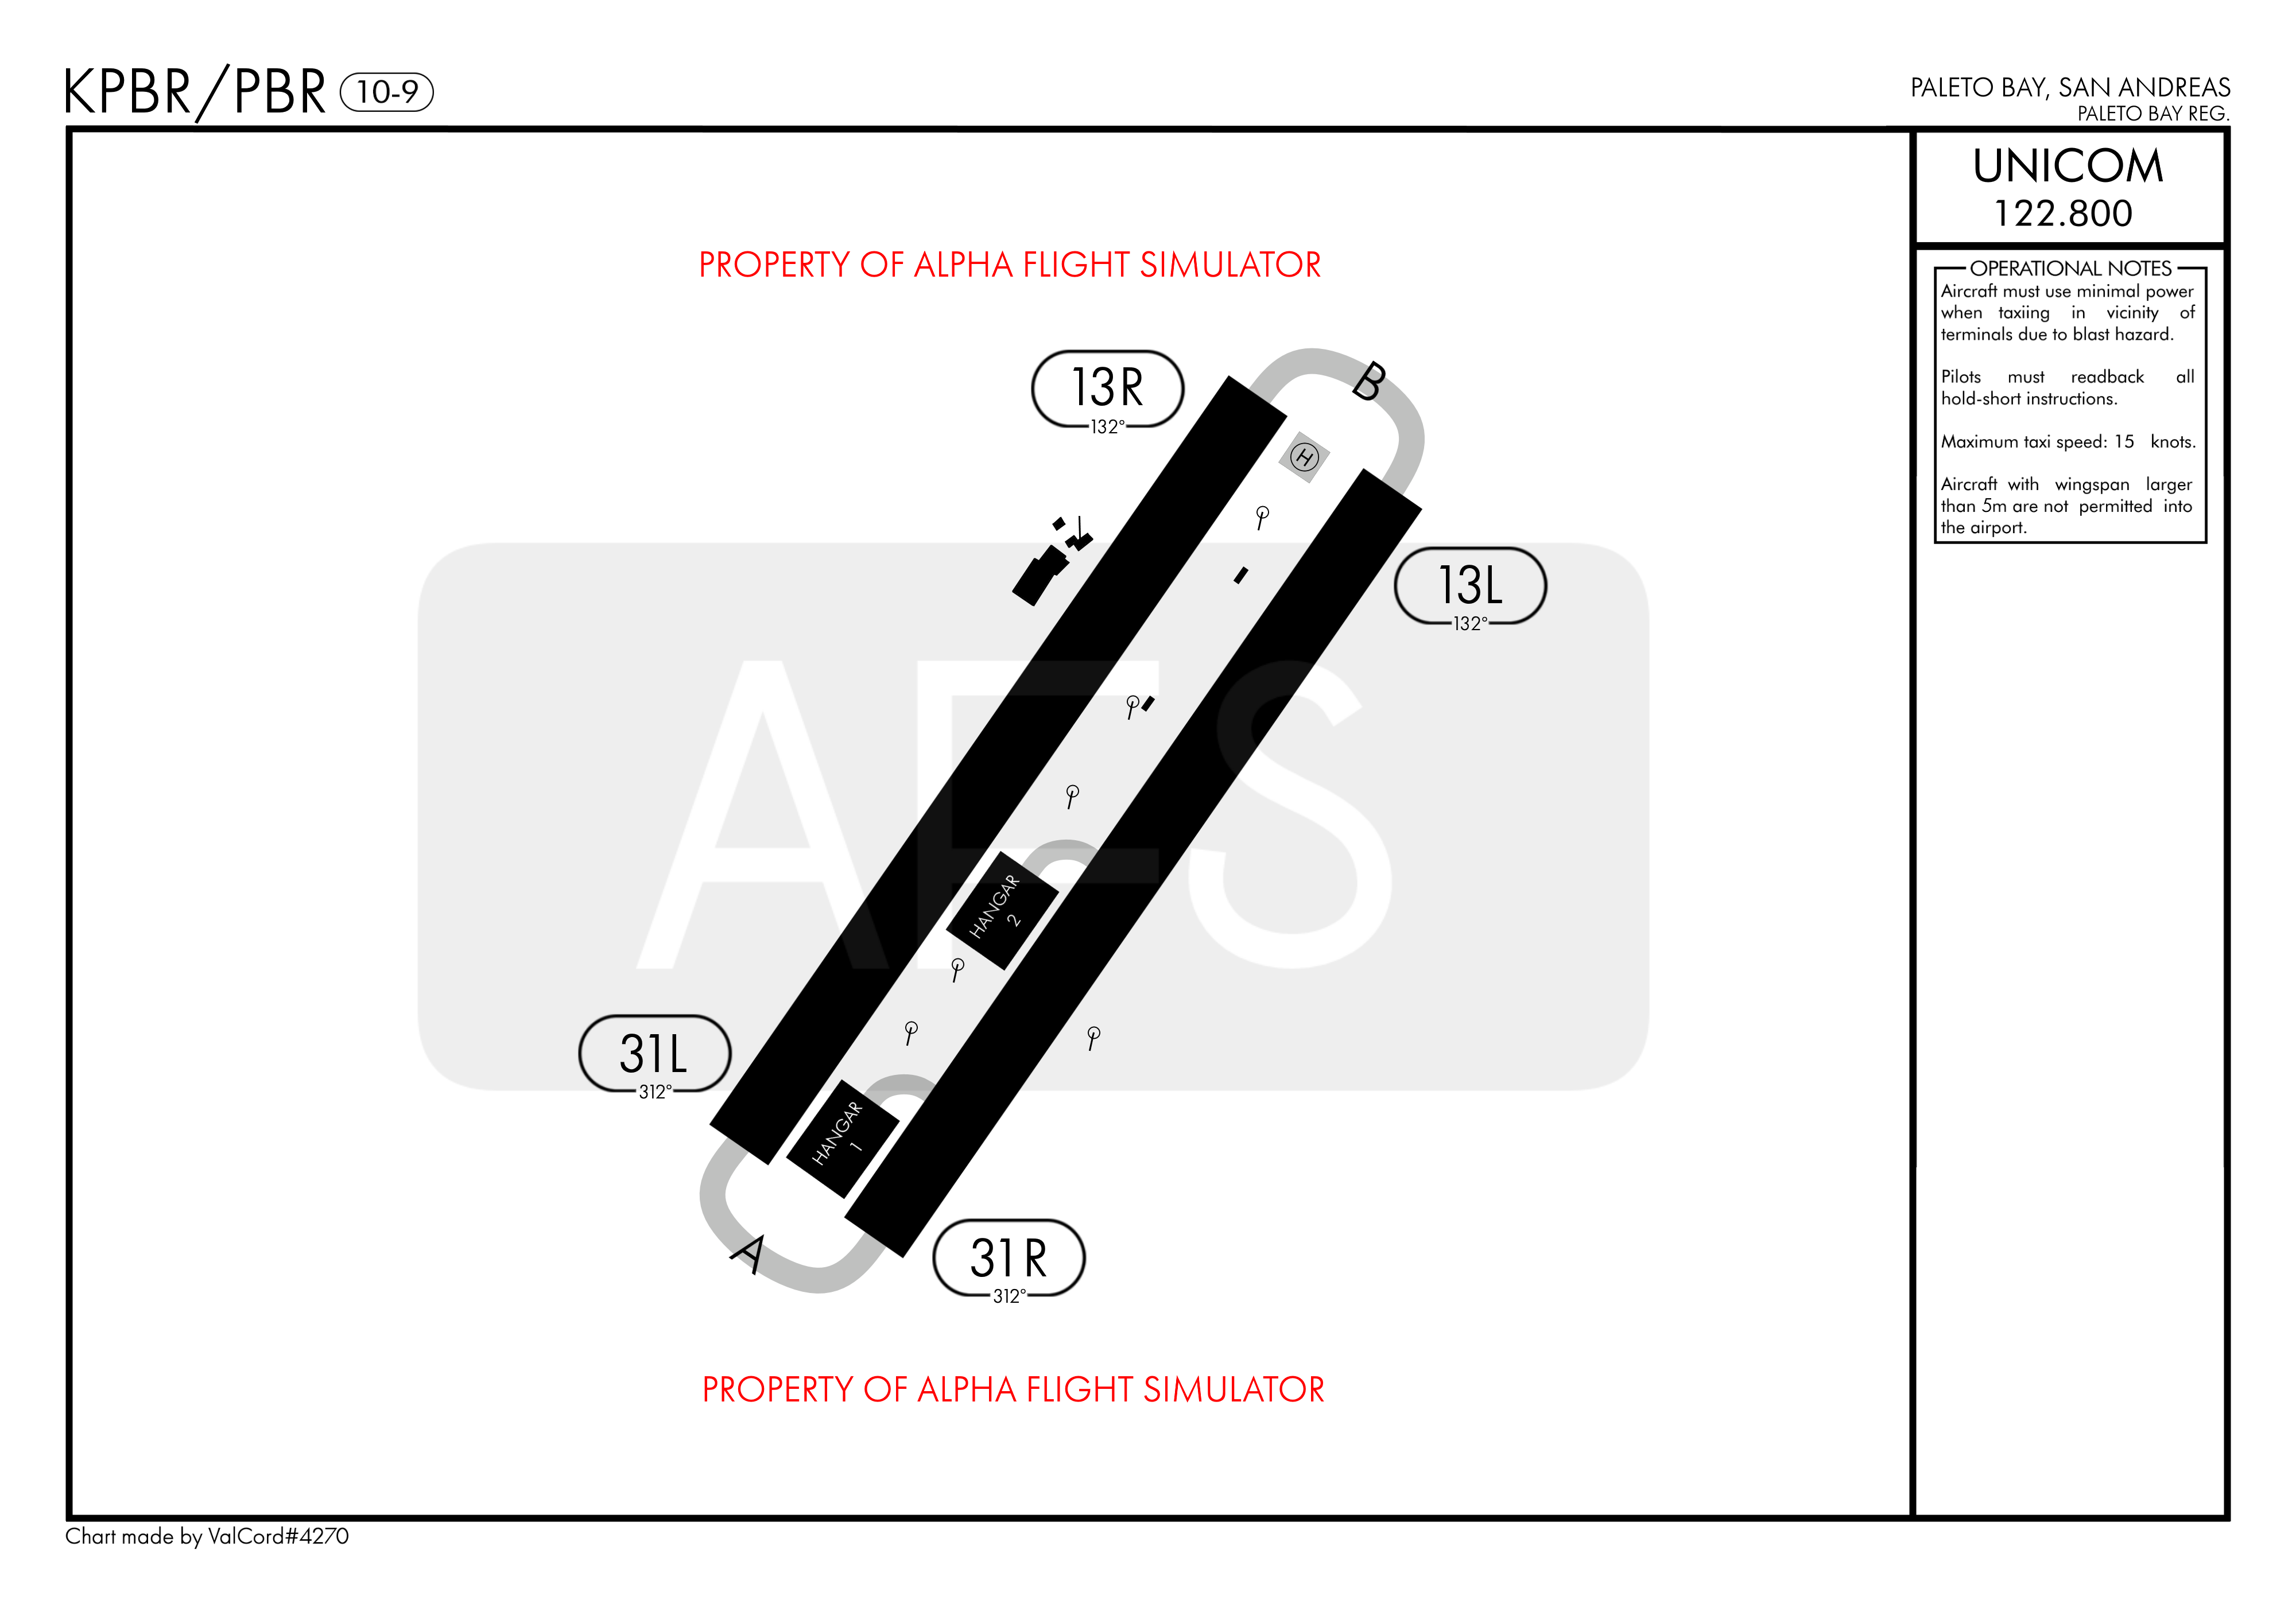 KPBR/PBR 10-9
PALETO BAY, SAN ANDREAS
PALETO BAY REG.
UNICOM
122.800
OPERATIONAL NOTES
Aircraft must use minimal power
when taxiing in vicinity of
terminals due to blast hazard.
Pilots must readback all
hold-short instructions.
Maximum taxi speed: 15 knots.
Aircraft with wingspan larger
than 5m are not permitted into
the airport.
PROPERTY OF ALPHA FLIGHT SIMULATOR
13R
132°
B
H
13L
132°
AFS
HANGAR
2
31L
312°
HANGAR
1
A
31R
312°
PROPERTY OF ALPHA FLIGHT SIMULATOR
Chart made by ValCord#4270